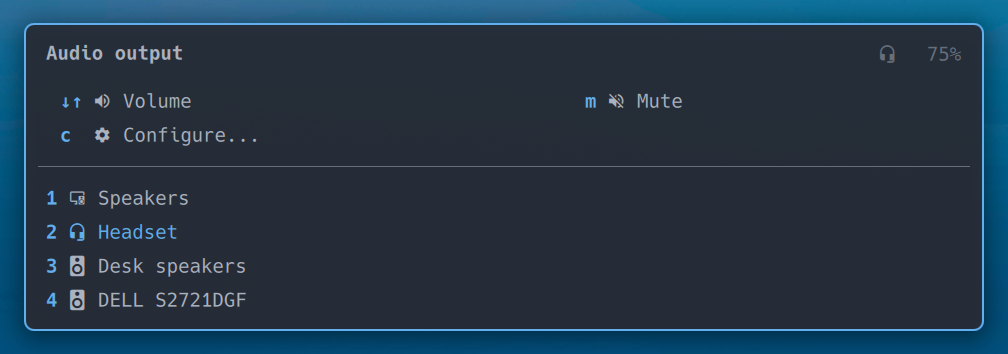 Audio output 75%
↓↑ Volume m Mute
c Configure...
1 Speakers
2 Headset
3 Desk speakers
4 DELL S2721DGF